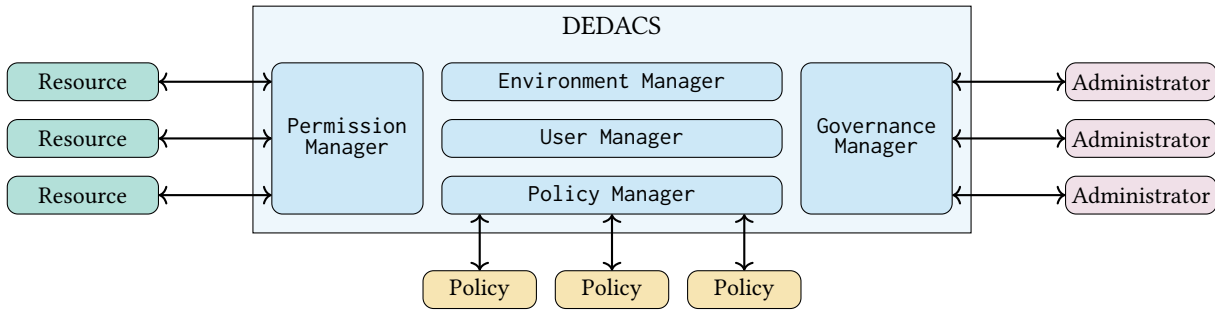 DEDACS
Resource
Resource
Resource
Permission
Manager
Environment Manager
User Manager
Policy Manager
Governance
Manager
Administrator
Administrator
Administrator
Policy
Policy
Policy